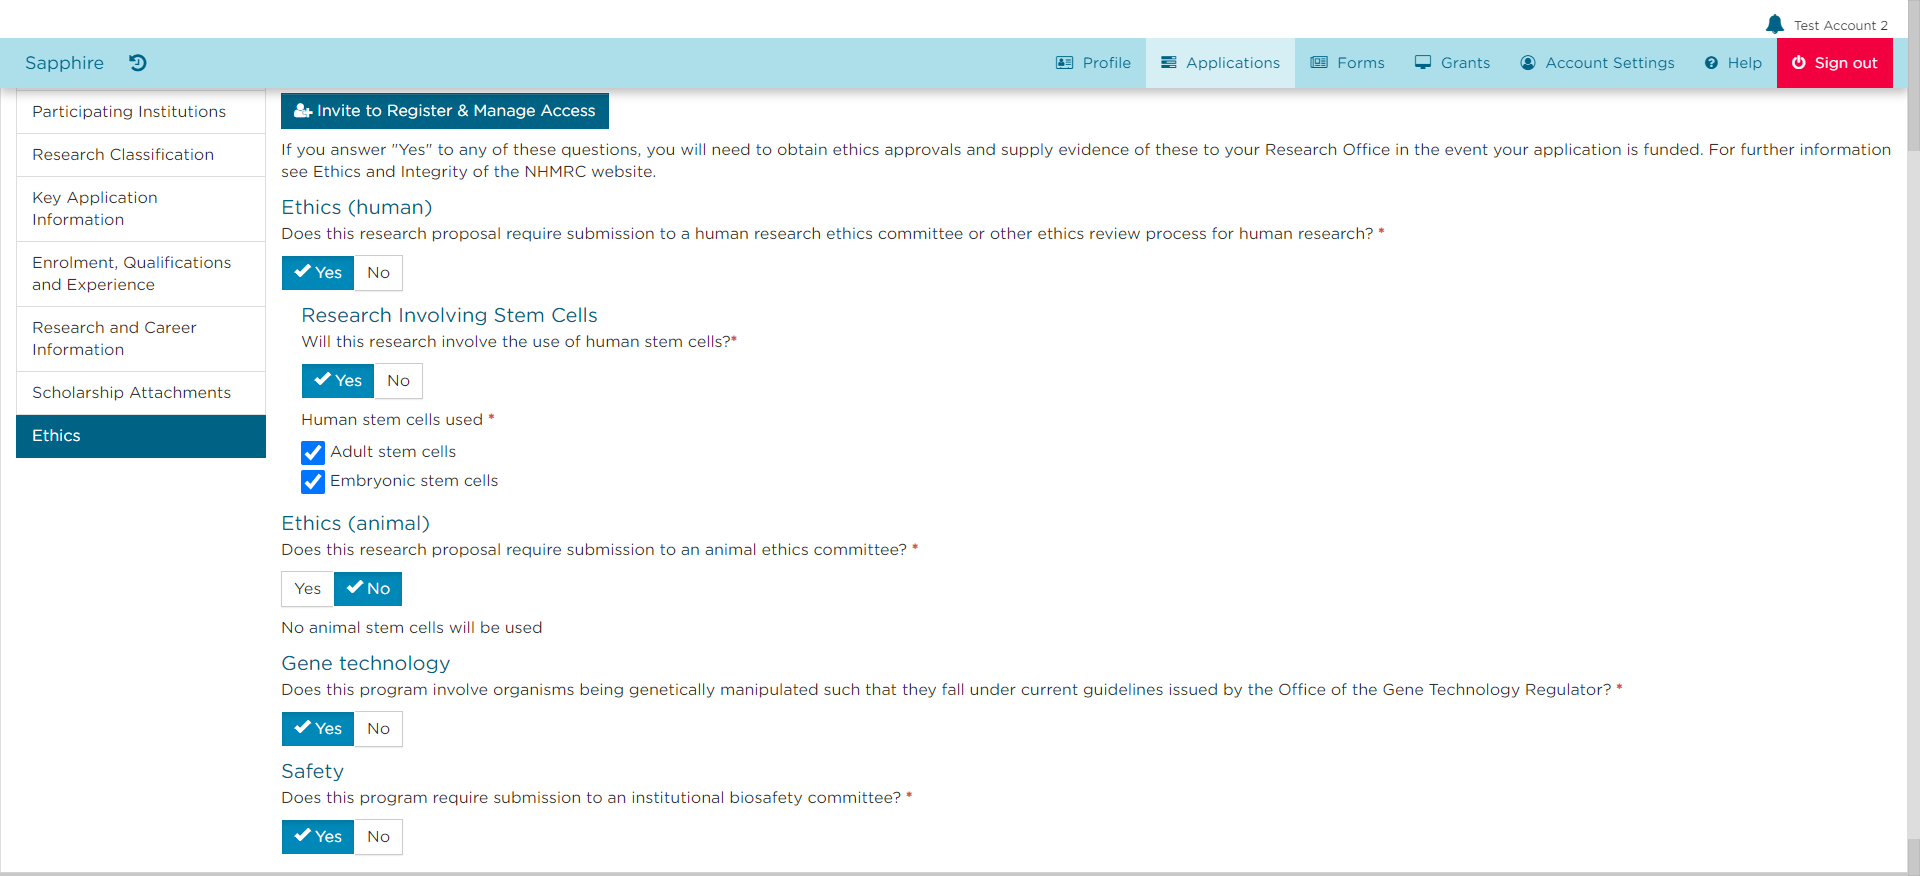 Test Account 2
Sapphire
Profile
Applications
Forms
Grants
Account Settings
Help
Sign out
Participating Institutions
Research Classification
Key Application
Information
Enrolment, Qualifications
and Experience
Research and Career
Information
Scholarship Attachments
Ethics
Invite to Register & Manage Access
If you answer "Yes" to any of these questions, you will need to obtain ethics approvals and supply evidence of these to your Research Office in the event your application is funded. For further information
see Ethics and Integrity of the NHMRC website.
Ethics (human)
Does this research proposal require submission to a human research ethics committee or other ethics review process for human research? *
Yes No
Research Involving Stem Cells
Will this research involve the use of human stem cells?*
Yes No
Human stem cells used *
Adult stem cells
Embryonic stem cells
Ethics (animal)
Does this research proposal require submission to an animal ethics committee? *
Yes No
No animal stem cells will be used
Gene technology
Does this program involve organisms being genetically manipulated such that they fall under current guidelines issued by the Office of the Gene Technology Regulator? *
Yes No
Safety
Does this program require submission to an institutional biosafety committee? *
Yes No